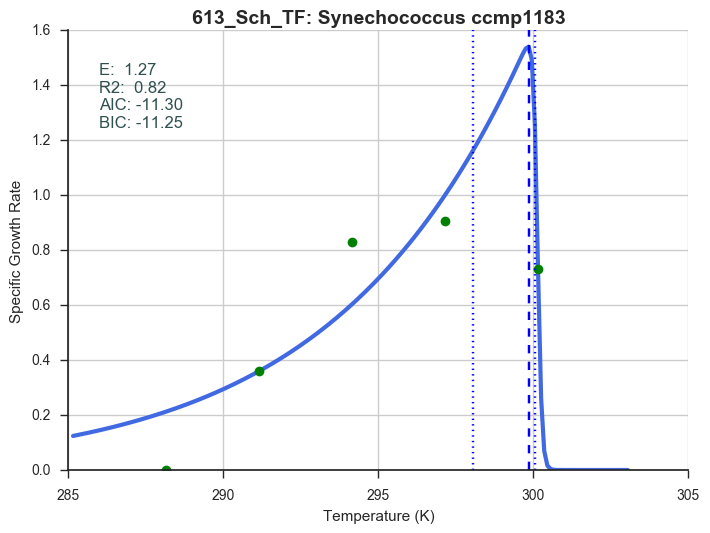 613_Sch_TF: Synechococcus ccmp1183
E:  1.27
R2:  0.82
AIC: -11.30
BIC: -11.25
Specific Growth Rate
1.6
1.4
1.2
1.0
0.8
0.6
0.4
0.2
0.0
285 290 295 300 305
Temperature (K)